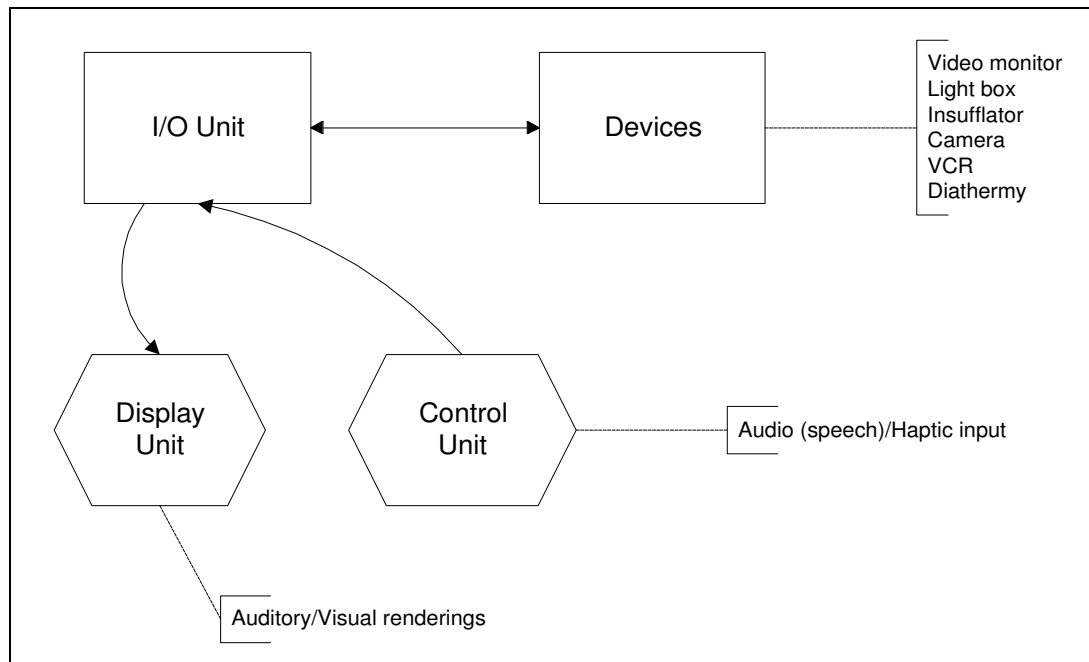 I/O Unit
Devices
Video monitor
Light box
Insufflator
Camera
VCR
Diathermy
Display
Unit
Control
Unit
Audio (speech)/Haptic input
Auditory/Visual renderings